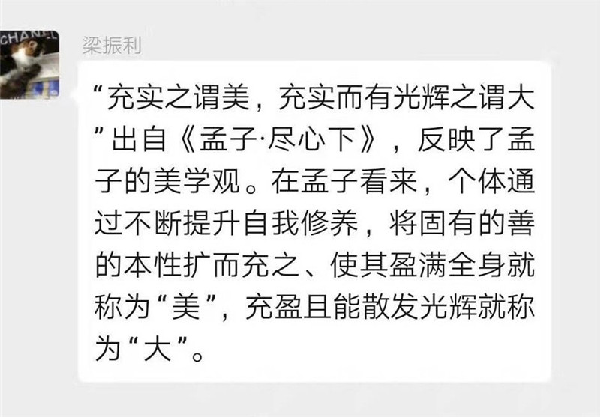 CHANEL
梁振利
“充实之谓美，充实而有光辉之谓大
”出自《孟子·尽心下》，反映了孟
子的美学观。在孟子看来，个体通
过不断提升自我修养，将固有的善
的本性扩而充之、使其盈满全身就
称为“美”，充盈且能散发光辉就称
为“大”。